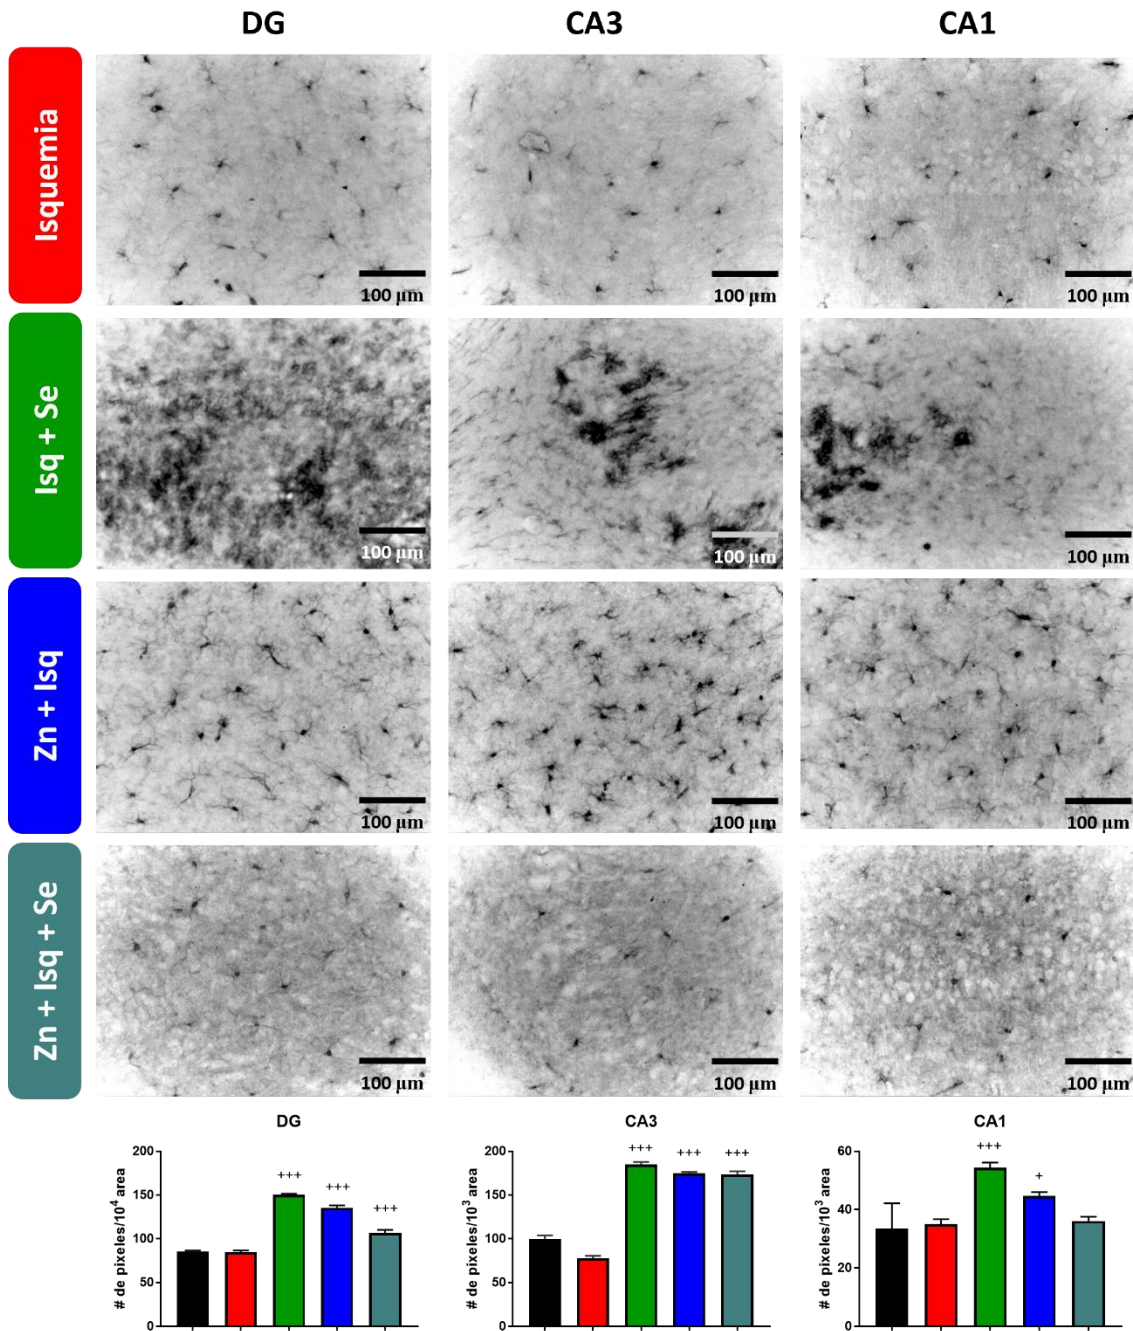 DG CA3 CA1
Isquemia
100 µm 100 µm 100 µm
Isq + Se
100 µm 100 µm 100 µm
Zn + Isq
100 µm 100 µm 100 µm
Zn + Isq + Se
100 µm 100 µm 100 µm
DG
# de pixeles/10⁴ area
200
150
100
50
0
+++ +++ +++
CA3
# de pixeles/10³ area
200
150
100
50
0
+++ +++ +++
CA1
# de pixeles/10³ area
60
40
20
0
+++ +